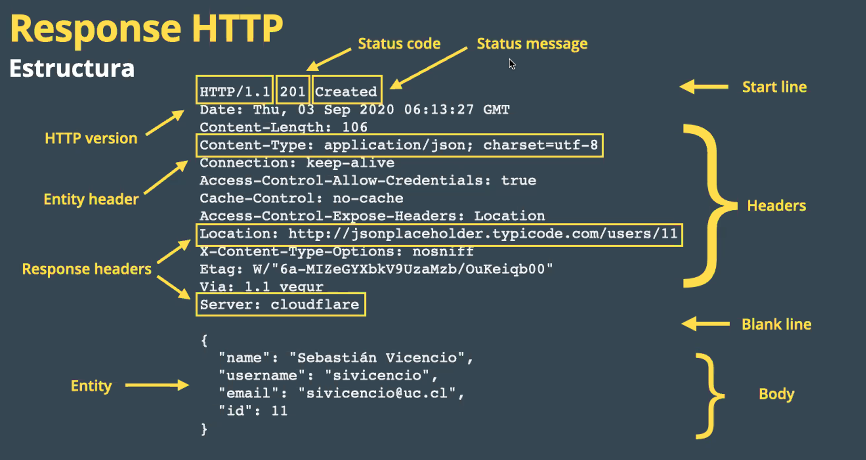 Response HTTP
Estructura
Status code
Status message
HTTP/1.1 201 Created
Start line
Date: Thu, 03 Sep 2020 06:13:27 GMT
HTTP version
Content-Length: 106
Content-Type: application/json; charset=utf-8
Connection: keep-alive
Entity header
Access-Control-Allow-Credentials: true
Cache-Control: no-cache
Headers
Access-Control-Expose-Headers: Location
Location: http://jsonplaceholder.typicode.com/users/11
X-Content-Type-Options: nosniff
Response headers
Etag: W/"6a-MIZeGYXbkV9UzaMzb/OuKeiqb00"
Via: 1.1 vegur
Server: cloudflare
Blank line
{
"name": "Sebastián Vicencio",
"username": "sivicencio",
Entity
"email": "sivicencio@uc.cl",
Body
"id": 11
}